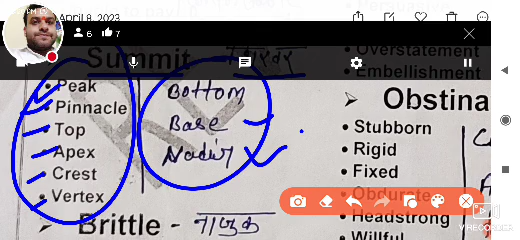 April 8, 2023
6 7
Summit
Peak Bottom
Pinnacle
Top Base
Apex Nadir
Crest
Vertex
Brittle - नाजुक
Overstatement
Embellishment
Obstina
Stubborn
Rigid
Fixed
Obdurate
Headstrong
Willful
V RECORDER